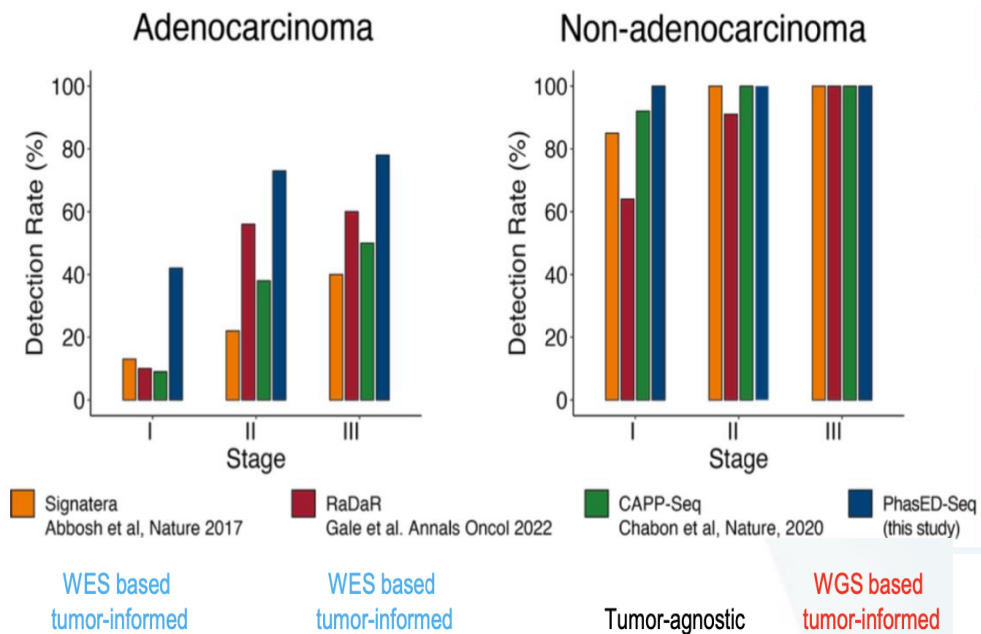 Adenocarcinoma
Non-adenocarcinoma
Detection Rate (%)
100
80
60
40
20
0
I
II
III
Stage
Detection Rate (%)
100
80
60
40
20
0
I
II
III
Stage
Signatera
Abbosh et al, Nature 2017
RaDaR
Gale et al. Annals Oncol 2022
CAPP-Seq
Chabon et al, Nature, 2020
PhasED-Seq
(this study)
WES based
tumor-informed
WES based
tumor-informed
Tumor-agnostic
WGS based
tumor-informed